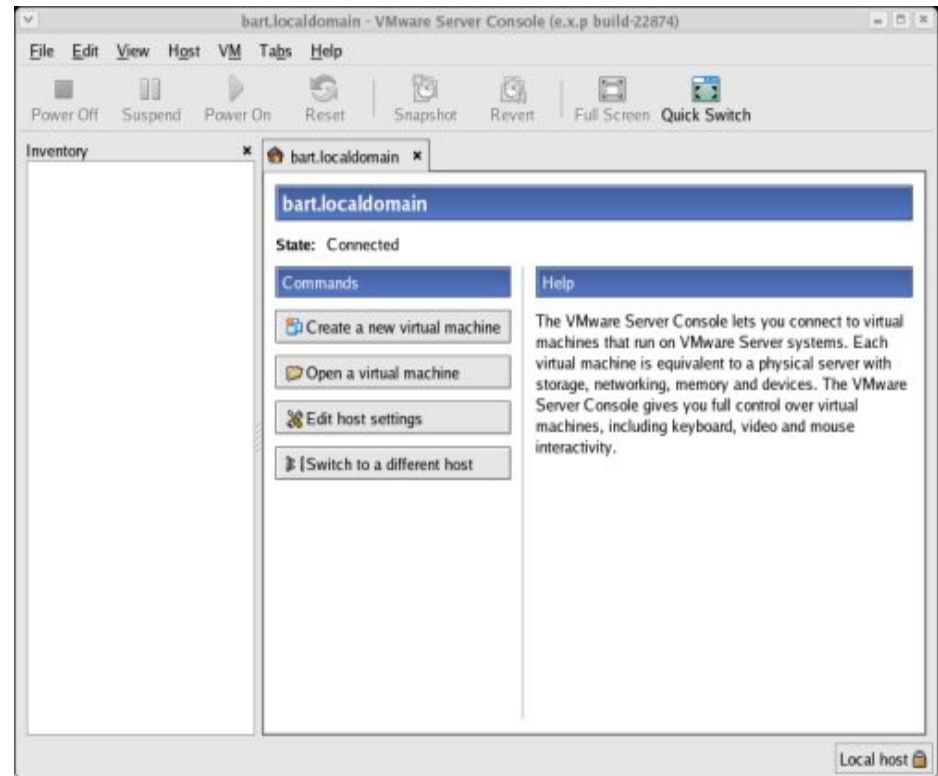 bart.localdomain - VMware Server Console (e.x.p build-22874)
File Edit View Host VM Tabs Help
Power Off Suspend Power On Reset Snapshot Revert Full Screen Quick Switch
Inventory
bart.localdomain
bart.localdomain
State: Connected
Commands
Create a new virtual machine
Open a virtual machine
Edit host settings
Switch to a different host
Help
The VMware Server Console lets you connect to virtual
machines that run on VMware Server systems. Each
virtual machine is equivalent to a physical server with
storage, networking, memory and devices. The VMware
Server Console gives you full control over virtual
machines, including keyboard, video and mouse
interactivity.
Local host